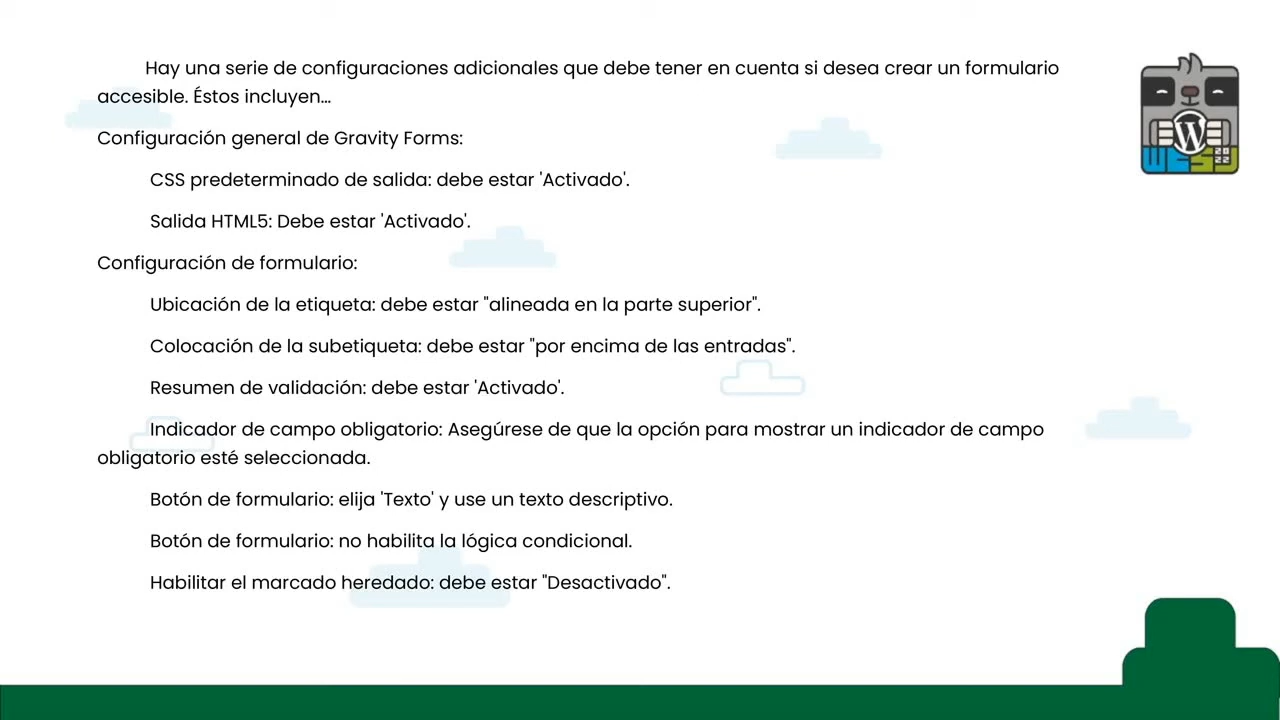 Hay una serie de configuraciones adicionales que debe tener en cuenta si desea crear un formulario
accesible. Éstos incluyen...
Configuración general de Gravity Forms:
CSS predeterminado de salida: debe estar 'Activado'.
Salida HTML5: Debe estar 'Activado'.
Configuración de formulario:
Ubicación de la etiqueta: debe estar "alineada en la parte superior".
Colocación de la subetiqueta: debe estar "por encima de las entradas".
Resumen de validación: debe estar 'Activado'.
Indicador de campo obligatorio: Asegúrese de que la opción para mostrar un indicador de campo
obligatorio esté seleccionada.
Botón de formulario: elija 'Texto' y use un texto descriptivo.
Botón de formulario: no habilita la lógica condicional.
Habilitar el marcado heredado: debe estar "Desactivado".